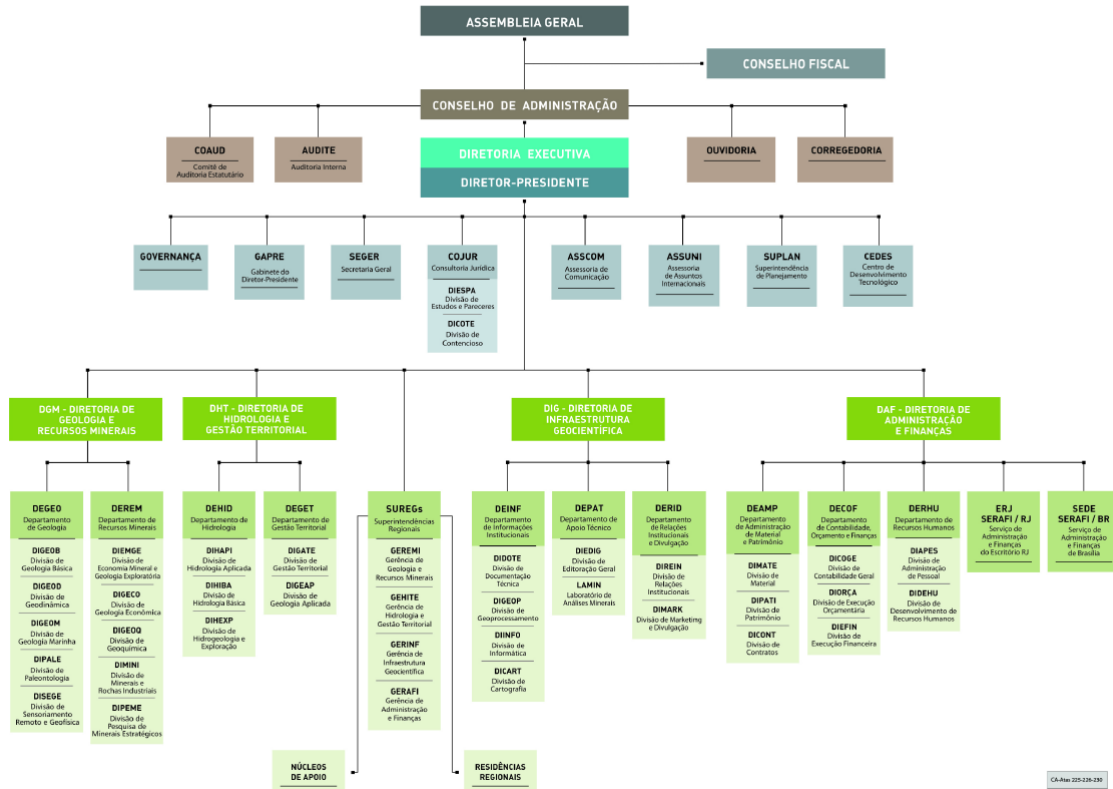 ASSEMBLEIA GERAL
CONSELHO FISCAL
CONSELHO DE ADMINISTRAÇÃO
COAUD
Comitê de
Auditoria Estatutário
AUDITE
Auditoria Interna
DIRETORIA EXECUTIVA
DIRETOR-PRESIDENTE
OUVIDORIA
CORREGEDORIA
GOVERNANÇA
GAPRE
Gabinete do
Diretor-Presidente
SEGER
Secretaria Geral
COJUR
Consultoria Jurídica
DIESPA
Divisão de
Estudos e Pareceres
DICOTE
Divisão de
Contencioso
ASSCOM
Assessoria de
Comunicação
ASSUNI
Assessoria
de Assuntos
Internacionais
SUPLAN
Superintendência
de Planejamento
CEDES
Centro de
Desenvolvimento
Tecnológico
DGM - DIRETORIA DE
GEOLOGIA E
RECURSOS MINERAIS
DHT - DIRETORIA DE
HIDROLOGIA E
GESTÃO TERRITORIAL
DIG - DIRETORIA DE
INFRAESTRUTURA
GEOCIENTÍFICA
DAF - DIRETORIA DE
ADMINISTRAÇÃO
E FINANÇAS
DEGEO
Departamento
de Geologia
DIGEOB
Divisão de
Geologia Básica
DIGEOD
Divisão de
Geodinâmica
DIGEOM
Divisão de
Geologia Marinha
DIPALE
Divisão de
Paleontologia
DISEGE
Divisão de
Sensoriamento
Remoto e Geofísica
DEREM
Departamento de
Recursos Minerais
DIEMGE
Divisão de
Economia Mineral e
Geologia Exploratória
DIGECO
Divisão de
Geologia Econômica
DIGEOQ
Divisão de
Geoquímica
DIMINI
Divisão de
Minerais e
Rochas Industriais
DIPEME
Divisão de
Pesquisa de
Minerais Estratégicos
DEHID
Departamento de
Hidrologia
DIHAPI
Divisão de
Hidrologia Aplicada
DIHIBA
Divisão de
Hidrologia Básica
DIHEXP
Divisão de
Hidrogeologia e
Exploração
DEGET
Departamento de
Gestão Territorial
DIGATE
Divisão de
Gestão Territorial
DIGEAP
Divisão de
Geologia Aplicada
SUREGs
Superintendências
Regionais
GEREMI
Gerência de
Geologia e
Recursos Minerais
GEHITE
Gerência de
Hidrologia e
Gestão Territorial
GERINF
Gerência de
Infraestrutura
Geocientífica
GERAFI
Gerência de
Administração
e Finanças
NÚCLEOS
DE APOIO
RESIDÊNCIAS
REGIONAIS
DEINF
Departamento
de Informações
Institucionais
DIDOTE
Divisão de
Documentação
Técnica
DIGEOP
Divisão de
Geoprocessamento
DIINFO
Divisão de
Informática
DICART
Divisão de
Cartografia
DEPAT
Departamento de
Apoio Técnico
DIEDIG
Divisão de
Editoração Geral
LAMIN
Laboratório de
Análises Minerais
DERID
Departamento
de Relações
Institucionais
e Divulgação
DIREIN
Divisão de
Relações
Institucionais
DIMARK
Divisão de Marketing
e Divulgação
DEAMP
Departamento
de Administração
de Material
e Patrimônio
DIMATE
Divisão de
Material
DIPATI
Divisão de
Patrimônio
DICONT
Divisão de
Contratos
DECOF
Departamento
de Contabilidade,
Orçamento e Finanças
DICOGE
Divisão de
Contabilidade Geral
DIORÇA
Divisão de Execução
Orçamentária
DIEFIN
Divisão de
Execução Financeira
DERHU
Departamento de
Recursos Humanos
DIAPES
Divisão de
Administração
de Pessoal
DIDEHU
Divisão de
Desenvolvimento de
Recursos Humanos
ERJ
SERAFI / RJ
Serviço de
Administração
e Finanças
do Escritório RJ
SEDE
SERAFI / BR
Serviço de
Administração
e Finanças
de Brasília
CA-Atas 225-226-230